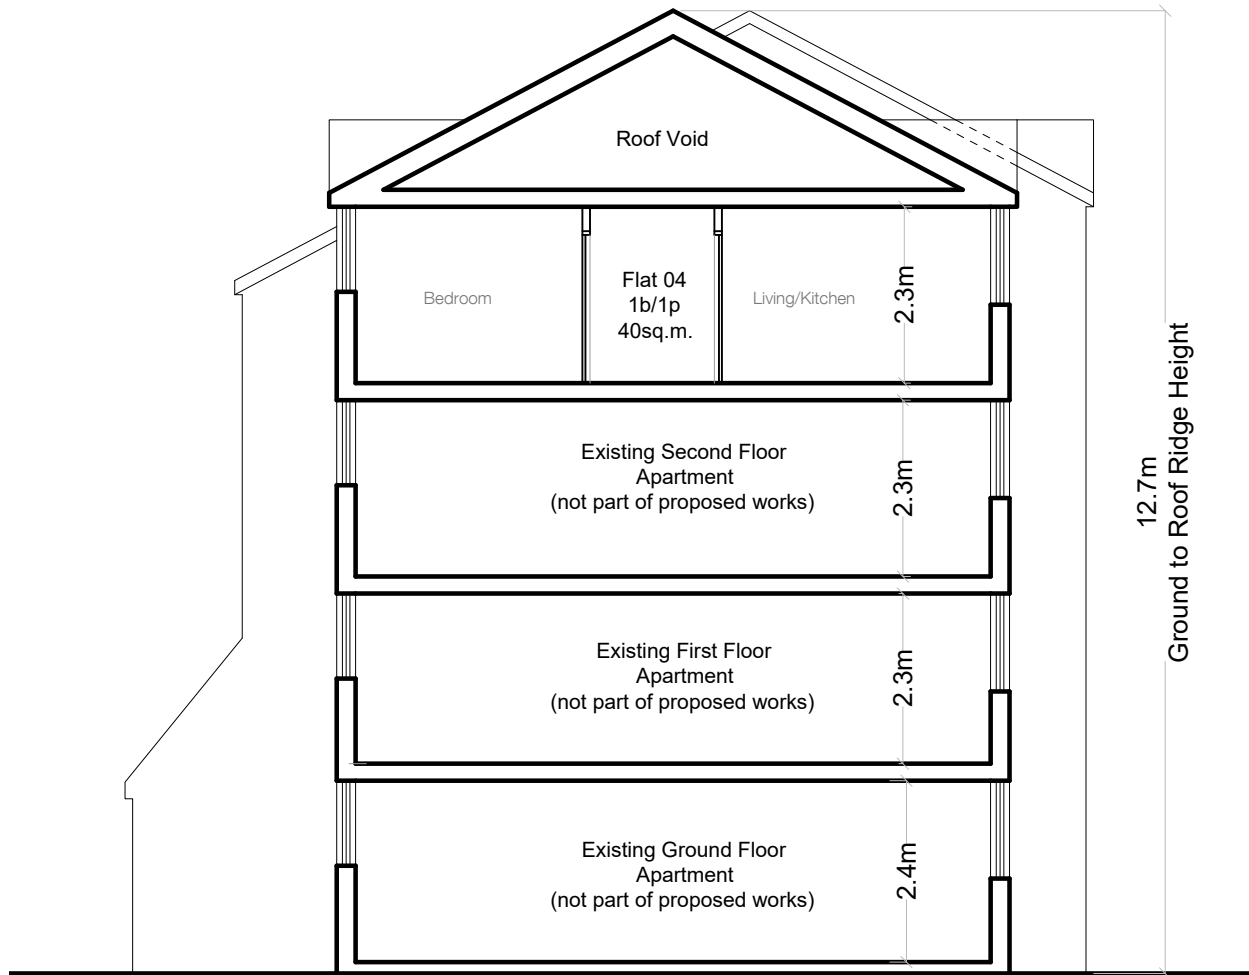 Roof Void
Bedroom
Flat 04
1b/1p
40sq.m.
Living/Kitchen
2.3m
Existing Second Floor
Apartment
(not part of proposed works)
2.3m
Existing First Floor
Apartment
(not part of proposed works)
2.3m
Existing Ground Floor
Apartment
(not part of proposed works)
2.4m
12.7m
Ground to Roof Ridge Height